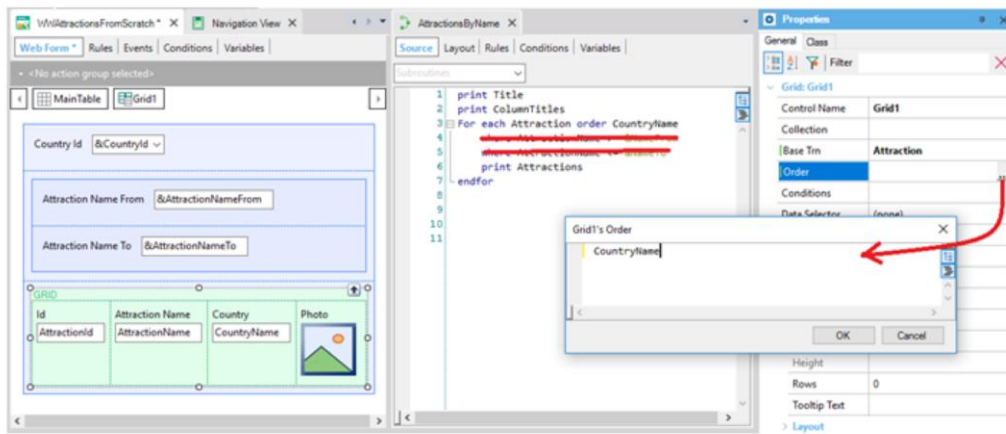 WWAttractionsFromScratch * X Navigation View X
AttractionsByName X
Properties
Web Form * Rules Events Conditions Variables
Source Layout Rules Conditions Variables
General Class
<No action group selected>
Subroutines
Filter
MainTable Grid1
Grid: Grid1
Control Name Grid1
Collection
Base Trn Attraction
Order
Conditions
Data Selector (none)
Height
Rows 0
Tooltip Text
Layout
Country Id &CountryId
Attraction Name From &AttractionNameFrom
Attraction Name To &AttractionNameTo
GRID
Id Attraction Name Country Photo
AttractionId AttractionName CountryName
1 print Title
2 print ColumnTitles
3 For each Attraction order CountryName
4
5
6 print Attractions
7 endfor
8
9
10
11
Grid1's Order X
CountryName
OK Cancel